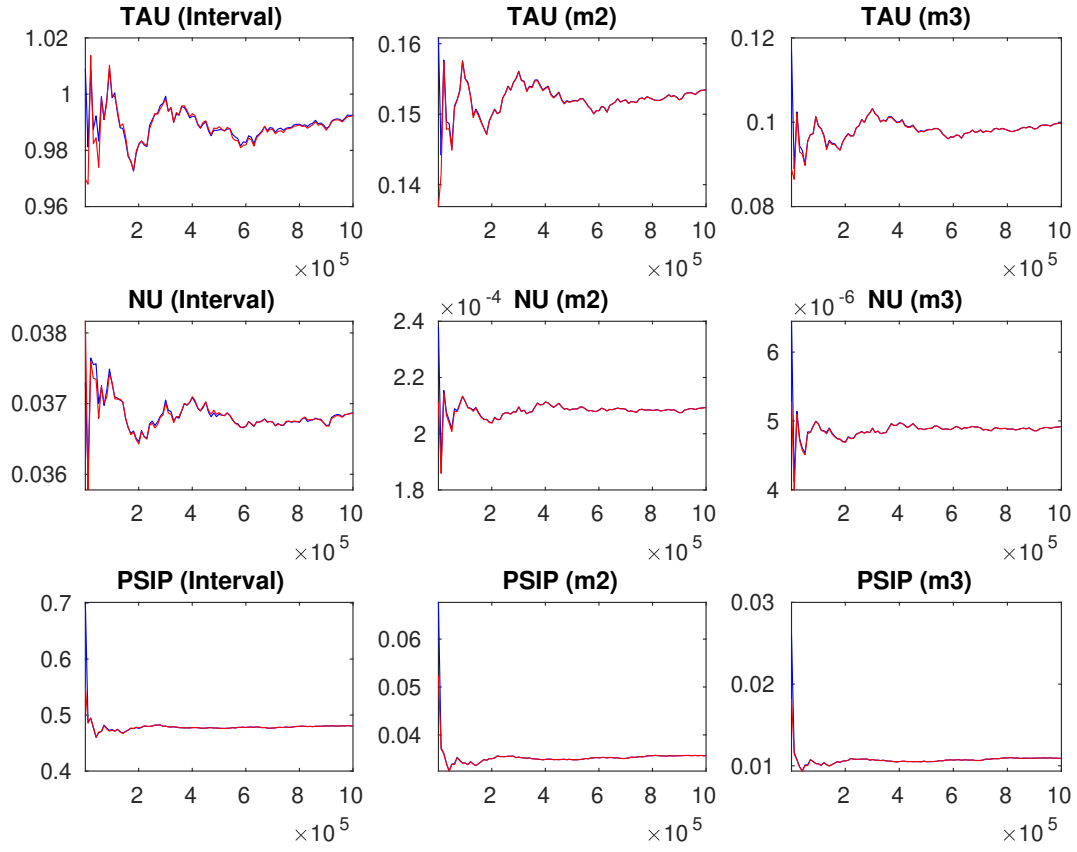 TAU (Interval)
1.02
1
0.98
0.96
2 4 6 8 10
×10^5
TAU (m2)
0.16
0.15
0.14
2 4 6 8 10
×10^5
TAU (m3)
0.12
0.1
0.08
2 4 6 8 10
×10^5
NU (Interval)
0.038
0.037
0.036
2 4 6 8 10
×10^5
×10^-4 NU (m2)
2.4
2.2
2
1.8
2 4 6 8 10
×10^5
×10^-6 NU (m3)
6
5
4
2 4 6 8 10
×10^5
PSIP (Interval)
0.7
0.6
0.5
0.4
2 4 6 8 10
×10^5
PSIP (m2)
0.06
0.05
0.04
2 4 6 8 10
×10^5
PSIP (m3)
0.03
0.02
0.01
2 4 6 8 10
×10^5